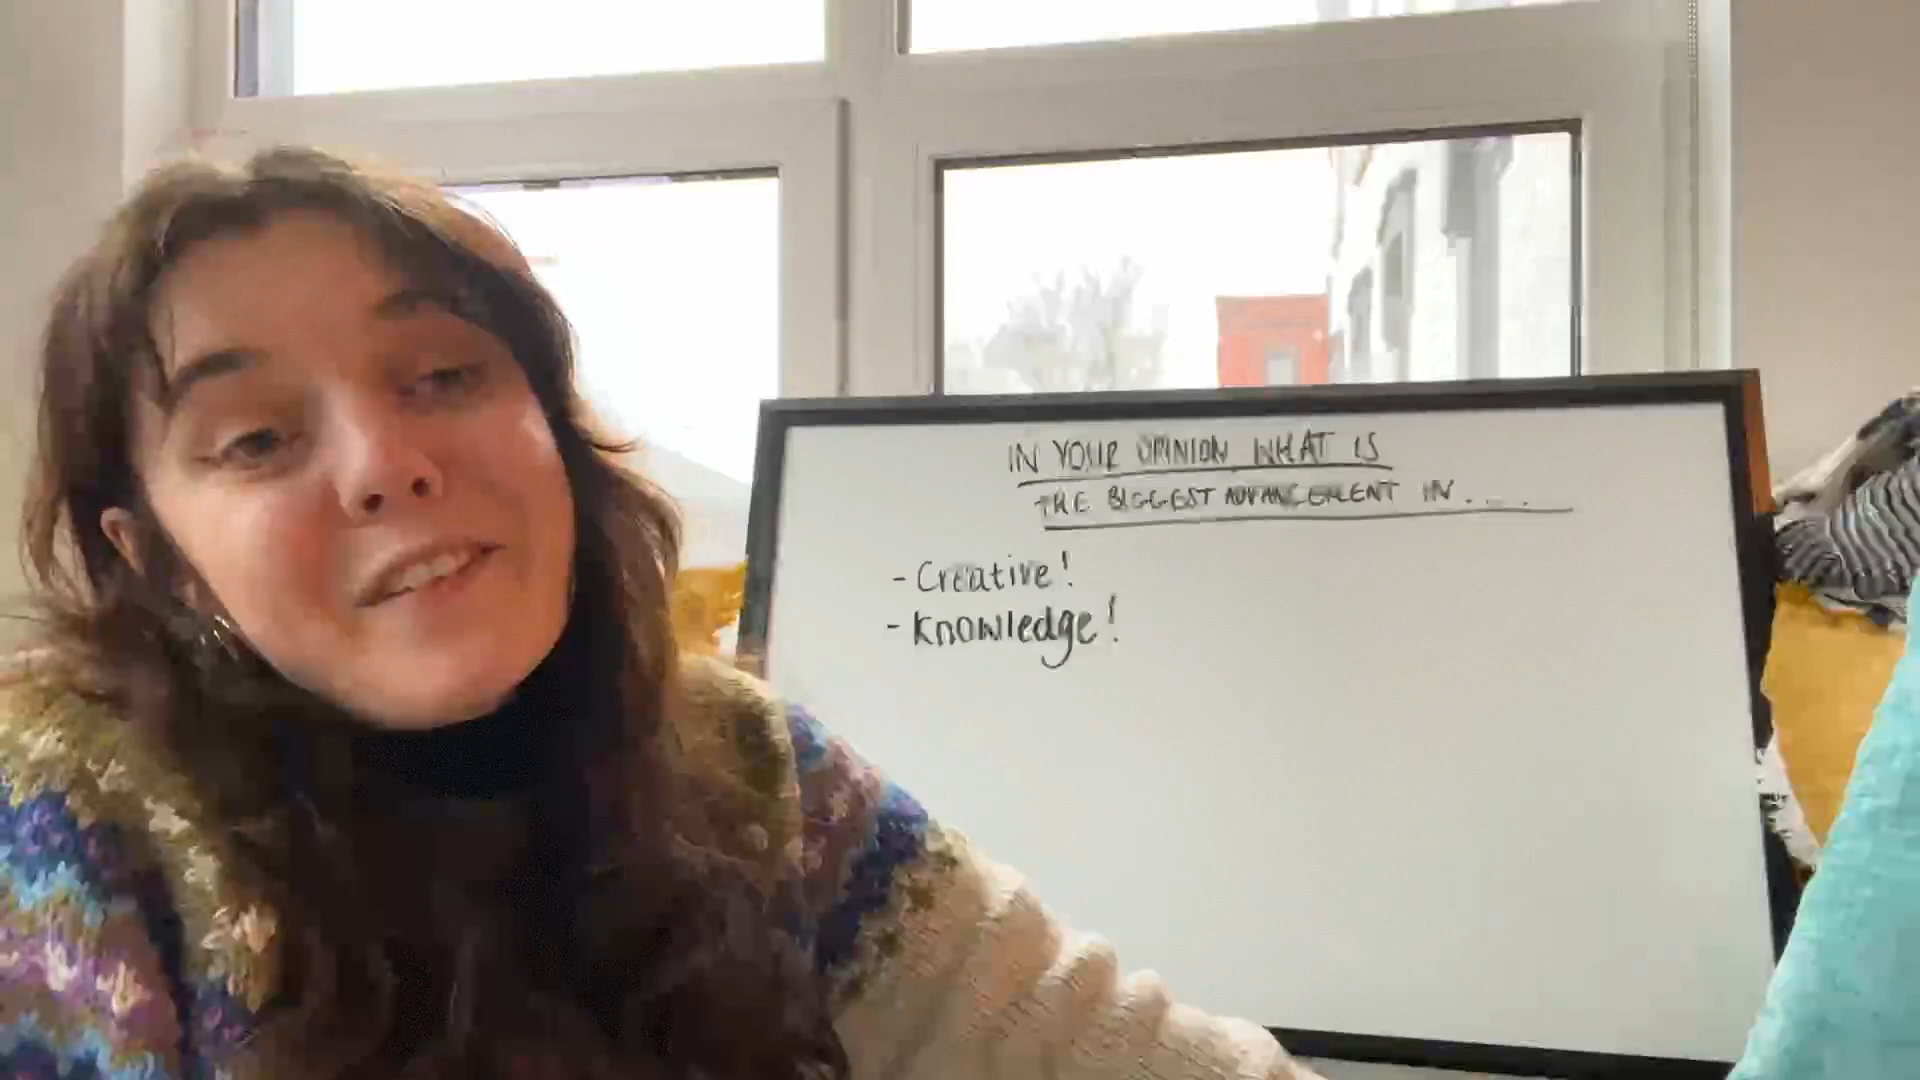 IN YOUR OPINION WHAT IS
THE BIGGEST ADVANCEMENT IN....
- Creative!
- Knowledge!